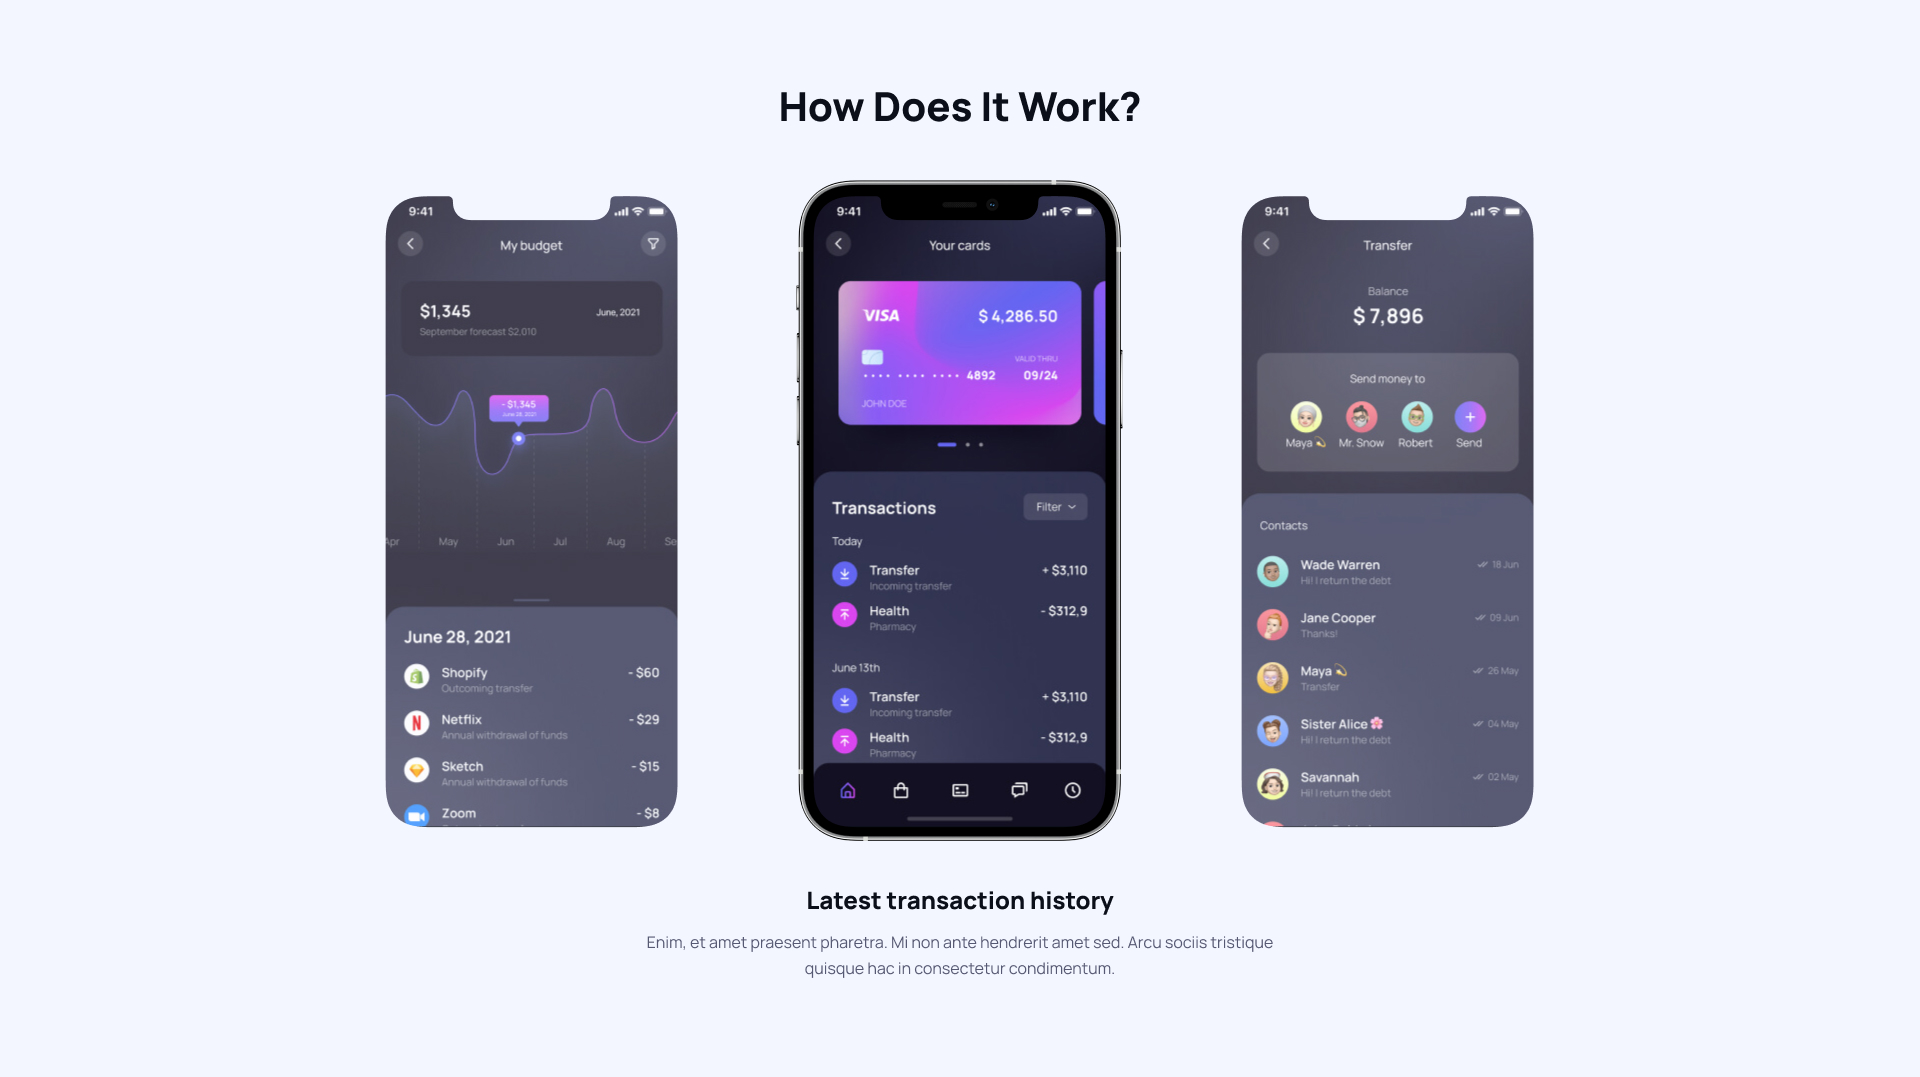 How Does It Work?
9:41
My budget
$1,345
June, 2021
September forecast $2,010
- $1,345
June 28, 2021
Apr May Jun Jul Aug Se
June 28, 2021
Shopify - $60
Outcoming transfer
Netflix - $29
Annual withdrawal of funds
Sketch - $15
Annual withdrawal of funds
Zoom - $8
9:41
Your cards
VISA $ 4,286.50
VALID THRU
•••• •••• •••• 4892 09/24
JOHN DOE
Transactions Filter
Today
Transfer + $3,110
Incoming transfer
Health - $312,9
Pharmacy
June 13th
Transfer + $3,110
Incoming transfer
Health - $312,9
Pharmacy
9:41
Transfer
Balance
$ 7,896
Send money to
Maya 💫 Mr. Snow Robert Send
Contacts
Wade Warren 18 Jun
Hi! I return the debt
Jane Cooper 09 Jun
Thanks!
Maya 💫 26 May
Transfer
Sister Alice 🌸 04 May
Hi! I return the debt
Savannah 02 May
Hi! I return the debt
Latest transaction history
Enim, et amet praesent pharetra. Mi non ante hendrerit amet sed. Arcu sociis tristique
quisque hac in consectetur condimentum.